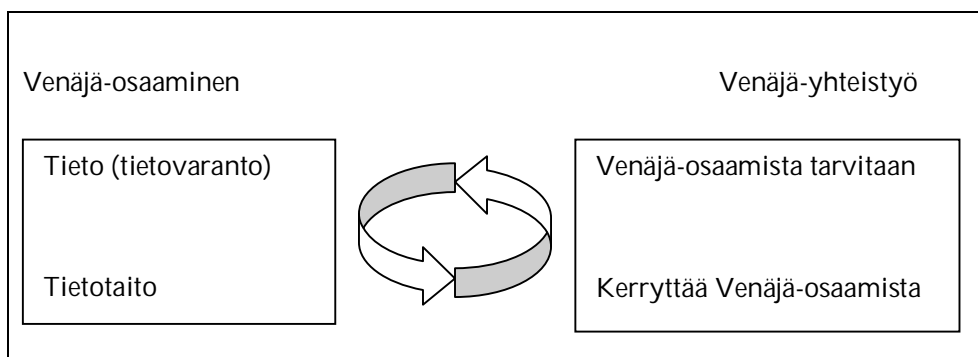 Venäjä-osaaminen
Venäjä-yhteistyö
Tieto (tietovaranto)
Tietotaito
Venäjä-osaamista tarvitaan
Kerryttää Venäjä-osaamista